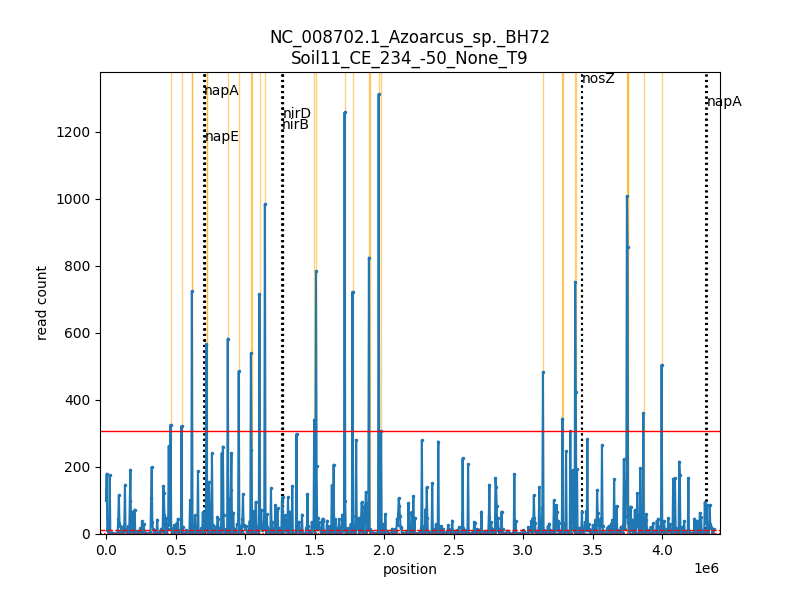 NC_008702.1_Azoarcus_sp._BH72
Soil11_CE_234_-50_None_T9
nosZ
napA
napA
nirD
nirB
napE
1200
1000
800
600
400
200
0
read count
0.0 0.5 1.0 1.5 2.0 2.5 3.0 3.5 4.0
1e6
position